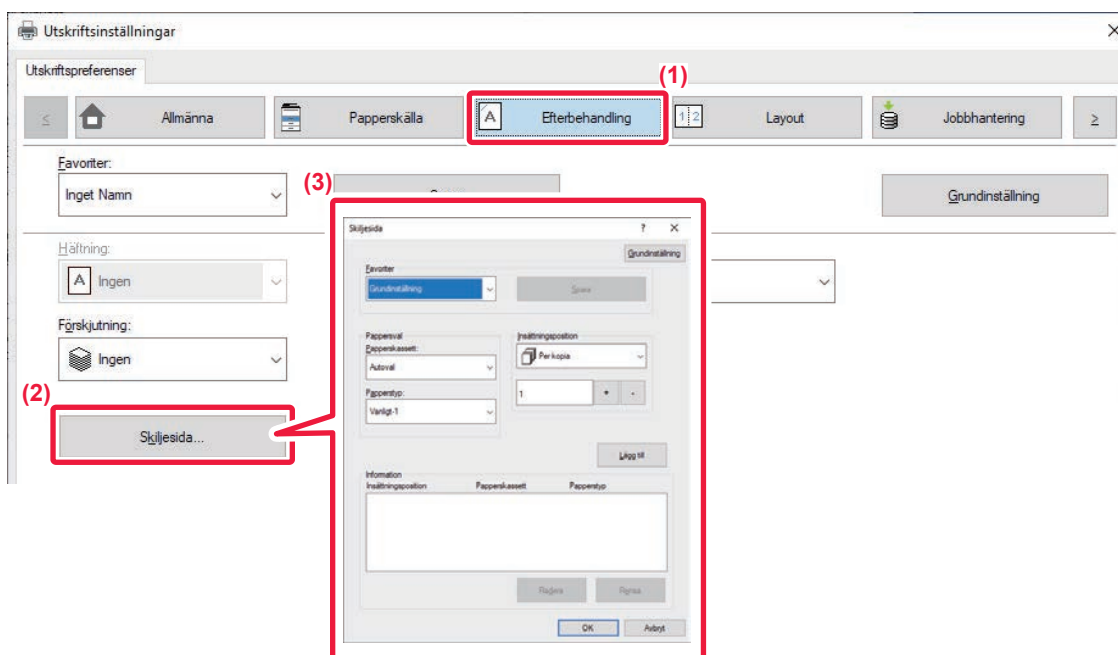 Utskriftsinställningar
Utskriftspreferenser
(1)
< Allmänna Papperskälla Efterbehandling Layout Jobbhantering >
Favoriter:
Inget Namn
Grundinställning
Häftning:
Ingen
Förskjutning:
Ingen
(2)
Skiljesida...
(3)
Skiljesida ? X
Grundinställning
Favoriter
Grundinställning
Spara
Pappersval
Papperskassett:
Autoval
Papperstyp:
Vanligt-1
Insättningsposition
Per kopia
1 + -
Lägg till
Information
Insättningsposition Papperskassett Papperstyp
Radera Rensa
OK Avbryt